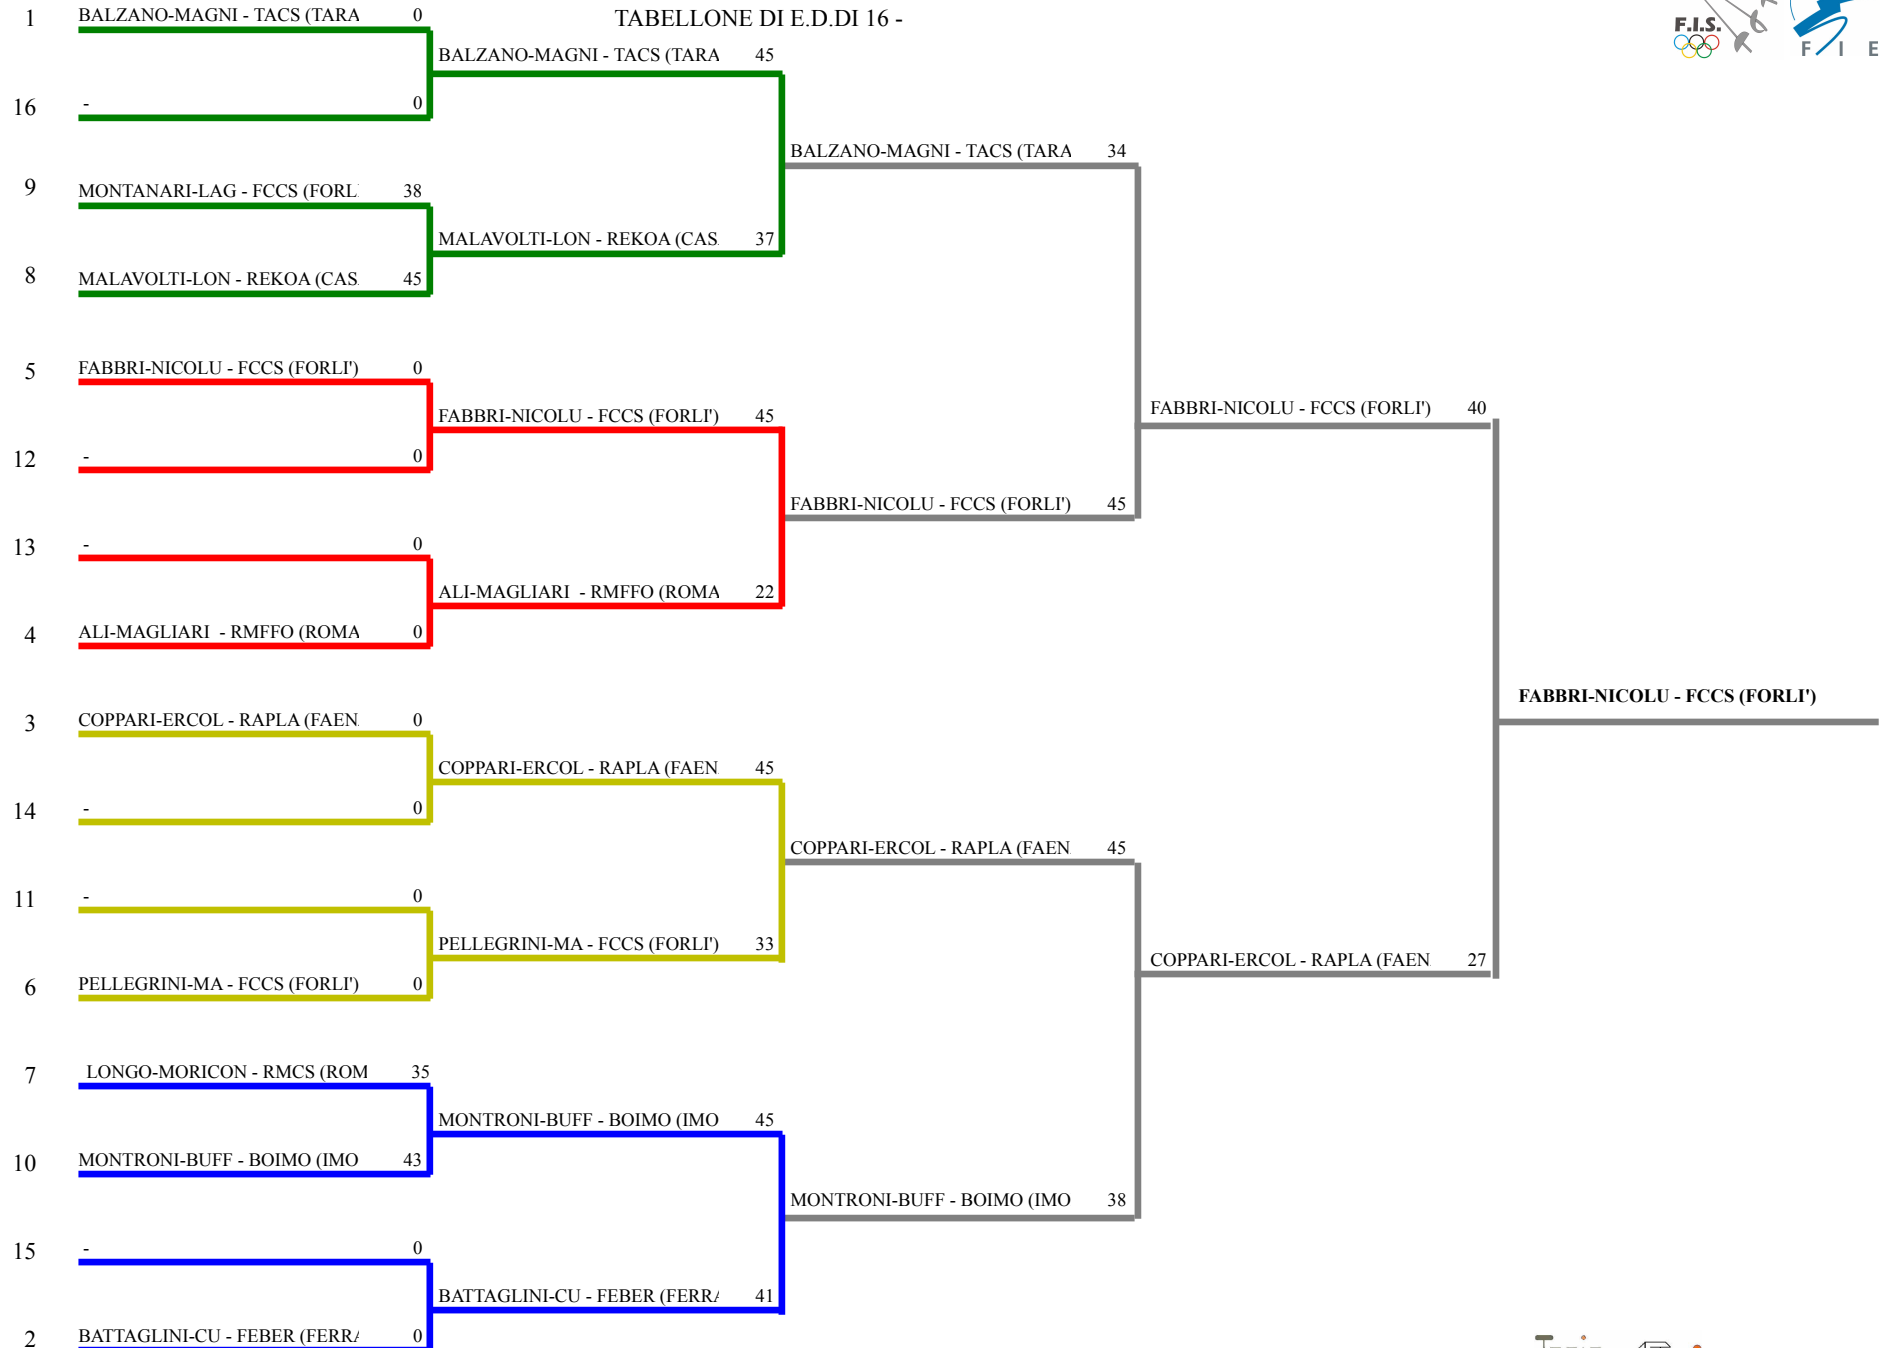 TABELLONE DI E.D.DI 16 -
F.I.S.
F I E
1 BALZANO-MAGNI - TACS (TARA 0
BALZANO-MAGNI - TACS (TARA 45
16 - 0
BALZANO-MAGNI - TACS (TARA 34
9 MONTANARI-LAG - FCCS (FORL 38
MALAVOLTI-LON - REKOA (CAS 37
8 MALAVOLTI-LON - REKOA (CAS 45
5 FABBRI-NICOLU - FCCS (FORLI') 0
FABBRI-NICOLU - FCCS (FORLI') 40
FABBRI-NICOLU - FCCS (FORLI') 45
12 - 0
FABBRI-NICOLU - FCCS (FORLI') 45
13 - 0
ALI-MAGLIARI - RMFFO (ROMA 22
4 ALI-MAGLIARI - RMFFO (ROMA 0
FABBRI-NICOLU - FCCS (FORLI')
3 COPPARI-ERCOL - RAPLA (FAEN 0
COPPARI-ERCOL - RAPLA (FAEN 45
14 - 0
COPPARI-ERCOL - RAPLA (FAEN 45
11 - 0
PELLEGRINI-MA - FCCS (FORLI') 33
COPPARI-ERCOL - RAPLA (FAEN 27
6 PELLEGRINI-MA - FCCS (FORLI') 0
7 LONGO-MORICON - RMCS (ROM 35
MONTRONI-BUFF - BOIMO (IMO 45
10 MONTRONI-BUFF - BOIMO (IMO 43
MONTRONI-BUFF - BOIMO (IMO 38
15 - 0
BATTAGLINI-CU - FEBER (FERRA 41
2 BATTAGLINI-CU - FEBER (FERRA 0